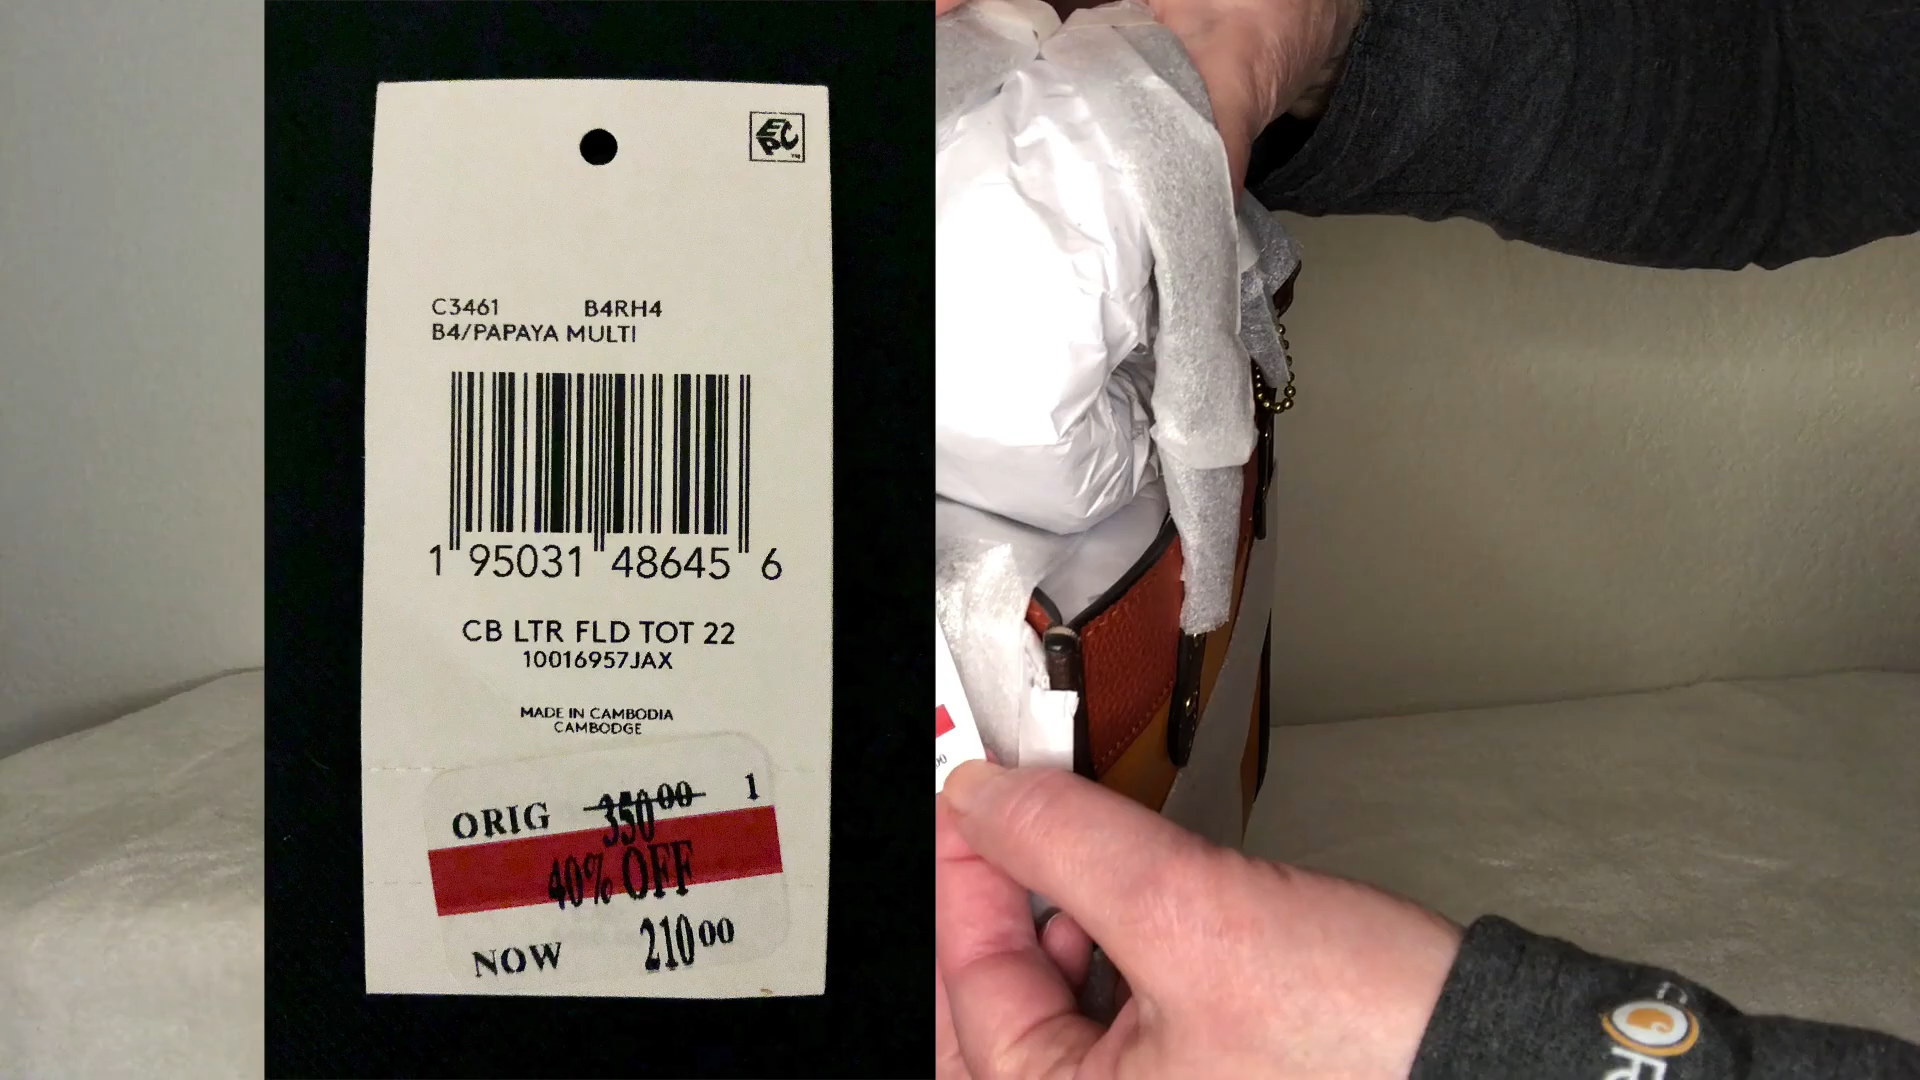 EPC
C3461 B4RH4
B4/PAPAYA MULTI
1 95031 48645 6
CB LTR FLD TOT 22
10016957JAX
MADE IN CAMBODIA
CAMBODGE
ORIG 350 00 1
40% OFF
NOW 210 00